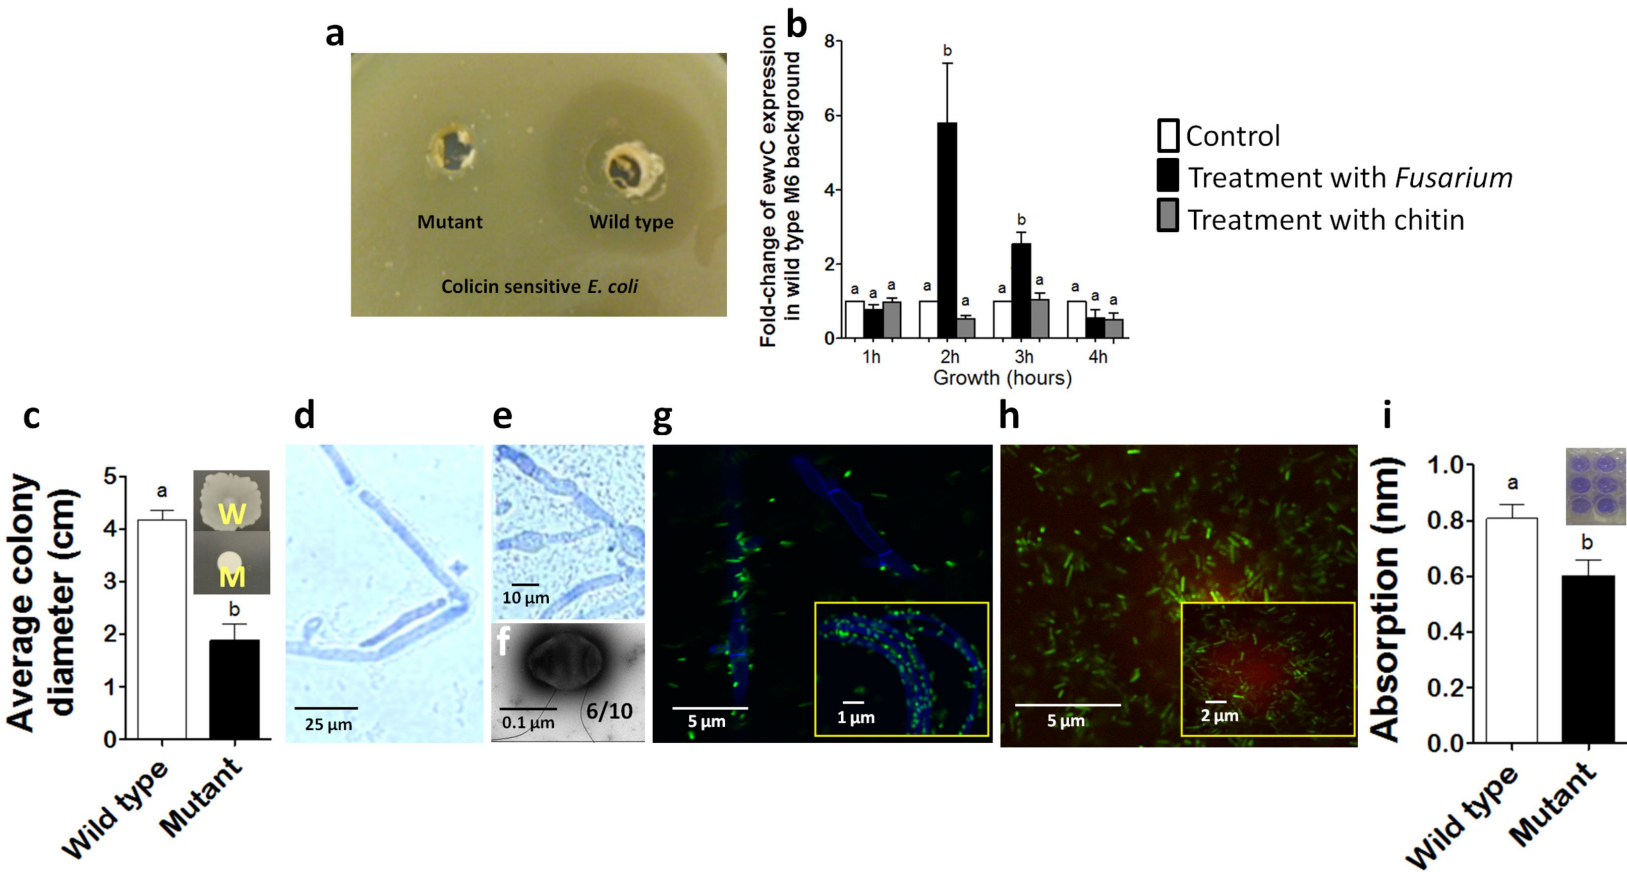 a
Mutant
Wild type
Colicin sensitive E. coli
b
Fold-change of ewvC expression
in wild type M6 background
8
6
4
2
0
b
b
a
a
a
a
a
a
a
a
a
a
1h
2h
3h
4h
Growth (hours)
Control
Treatment with Fusarium
Treatment with chitin
c
Average colony
diameter (cm)
5
4
3
2
1
0
a
b
W
M
Wild type
Mutant
d
25 µm
e
10 µm
f
0.1 µm
6/10
g
5 µm
1 µm
h
5 µm
2 µm
i
Absorption (nm)
1.0
0.8
0.6
0.4
0.2
0.0
a
b
Wild type
Mutant